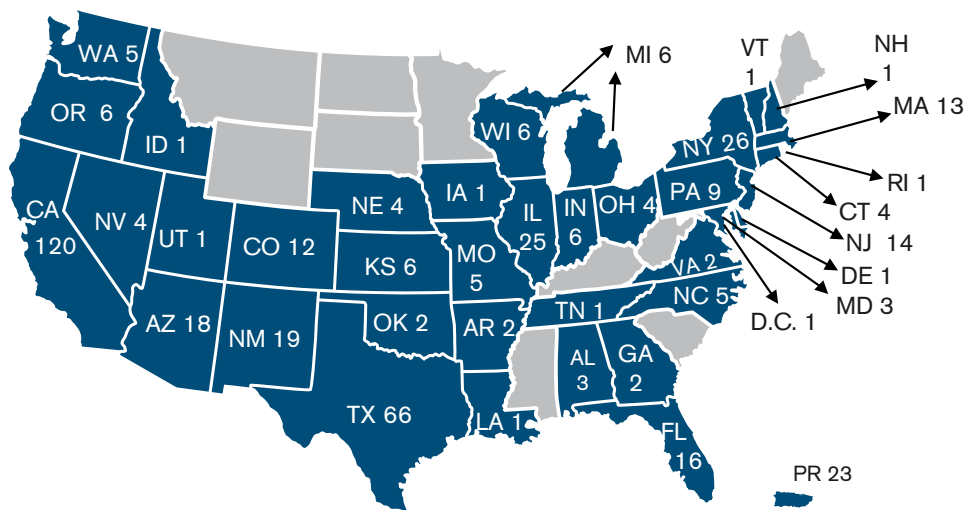 WA 5
MI 6
VT
1
NH
1
OR 6
ID 1
WI 6
NY 26
MA 13
CA
120
NV 4
UT 1
CO 12
NE 4
IA 1
IL
25
IN
6
OH 4
PA 9
RI 1
CT 4
NJ 14
KS 6
MO
5
VA 2
DE 1
MD 3
D.C. 1
AZ 18
NM 19
OK 2
AR 2
TN 1
NC 5
TX 66
LA 1
AL
3
GA
2
FL
16
PR 23